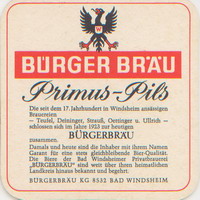 W
BÜRGER BRÄU
Primus-Pils
Die seit dem 17. Jahrhundert in Windsheim ansässigen
Brauereien
— Teufel, Deininger, Strauß, Oettinger u. Ullrich —
schlossen sich im Jahre 1923 zur heutigen
BÜRGERBRÄU
zusammen.
Damals und heute sind die Inhaber mit ihrem Namen
Garant für eine stets gleichbleibende Bier-Qualität.
Die Biere der Bad Windsheimer Privatbrauerei
„BÜRGERBRÄU" sind weit über ihren heimatlichen
Landkreis hinaus bekannt und begehrt.
BÜRGERBRÄU KG 8532 BAD WINDSHEIM